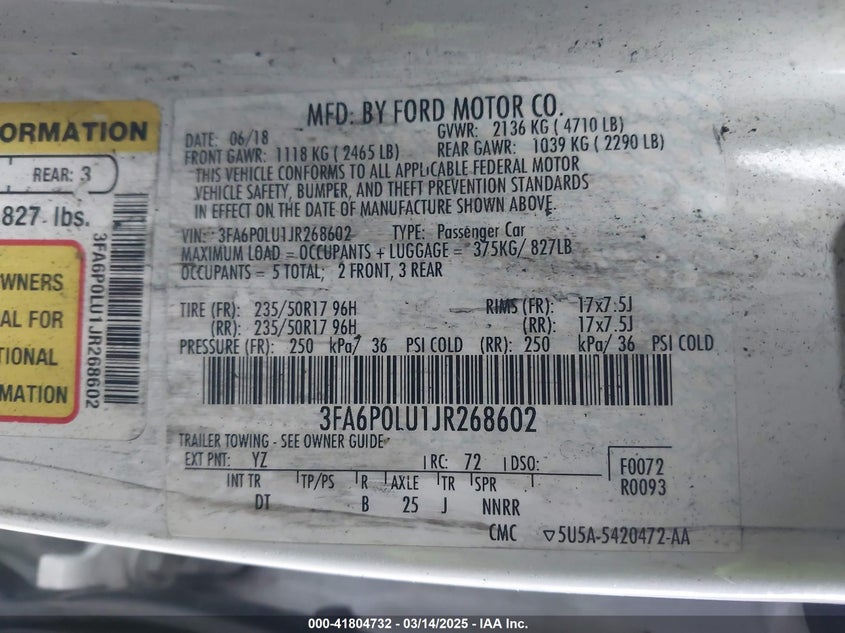 ORMATION
REAR: 3
827 lbs.
3FA6P0LU1JR268602
WNERS
AL FOR
TIONAL
MATION
MFD: BY FORD MOTOR CO.
DATE: 06/18 GVWR: 2136 KG ( 4710 LB)
FRONT GAWR: 1118 KG ( 2465 LB) REAR GAWR: 1039 KG ( 2290 LB)
THIS VEHICLE CONFORMS TO ALL APPLICABLE FEDERAL MOTOR
VEHICLE SAFETY, BUMPER, AND THEFT PREVENTION STANDARDS
IN EFFECT ON THE DATE OF MANUFACTURE SHOWN ABOVE.
VIN: 3FA6P0LU1JR268602 TYPE: Passenger Car
MAXIMUM LOAD = OCCUPANTS + LUGGAGE = 375KG/ 827LB
OCCUPANTS = 5 TOTAL; 2 FRONT, 3 REAR
TIRE (FR): 235/50R17 96H RIMS (FR): 17x7.5J
(RR): 235/50R17 96H (RR): 17x7.5J
PRESSURE (FR): 250 kPa/ 36 PSI COLD (RR): 250 kPa/ 36 PSI COLD
3FA6P0LU1JR268602
TRAILER TOWING - SEE OWNER GUIDE
EXT PNT: YZ RC: 72 DSO: F0072
INT TR TP/PS R AXLE TR SPR R0093
DT B 25 J NNRR
CMC ▽5U5A-5420472-AA
000-41804732 - 03/14/2025 - IAA Inc.